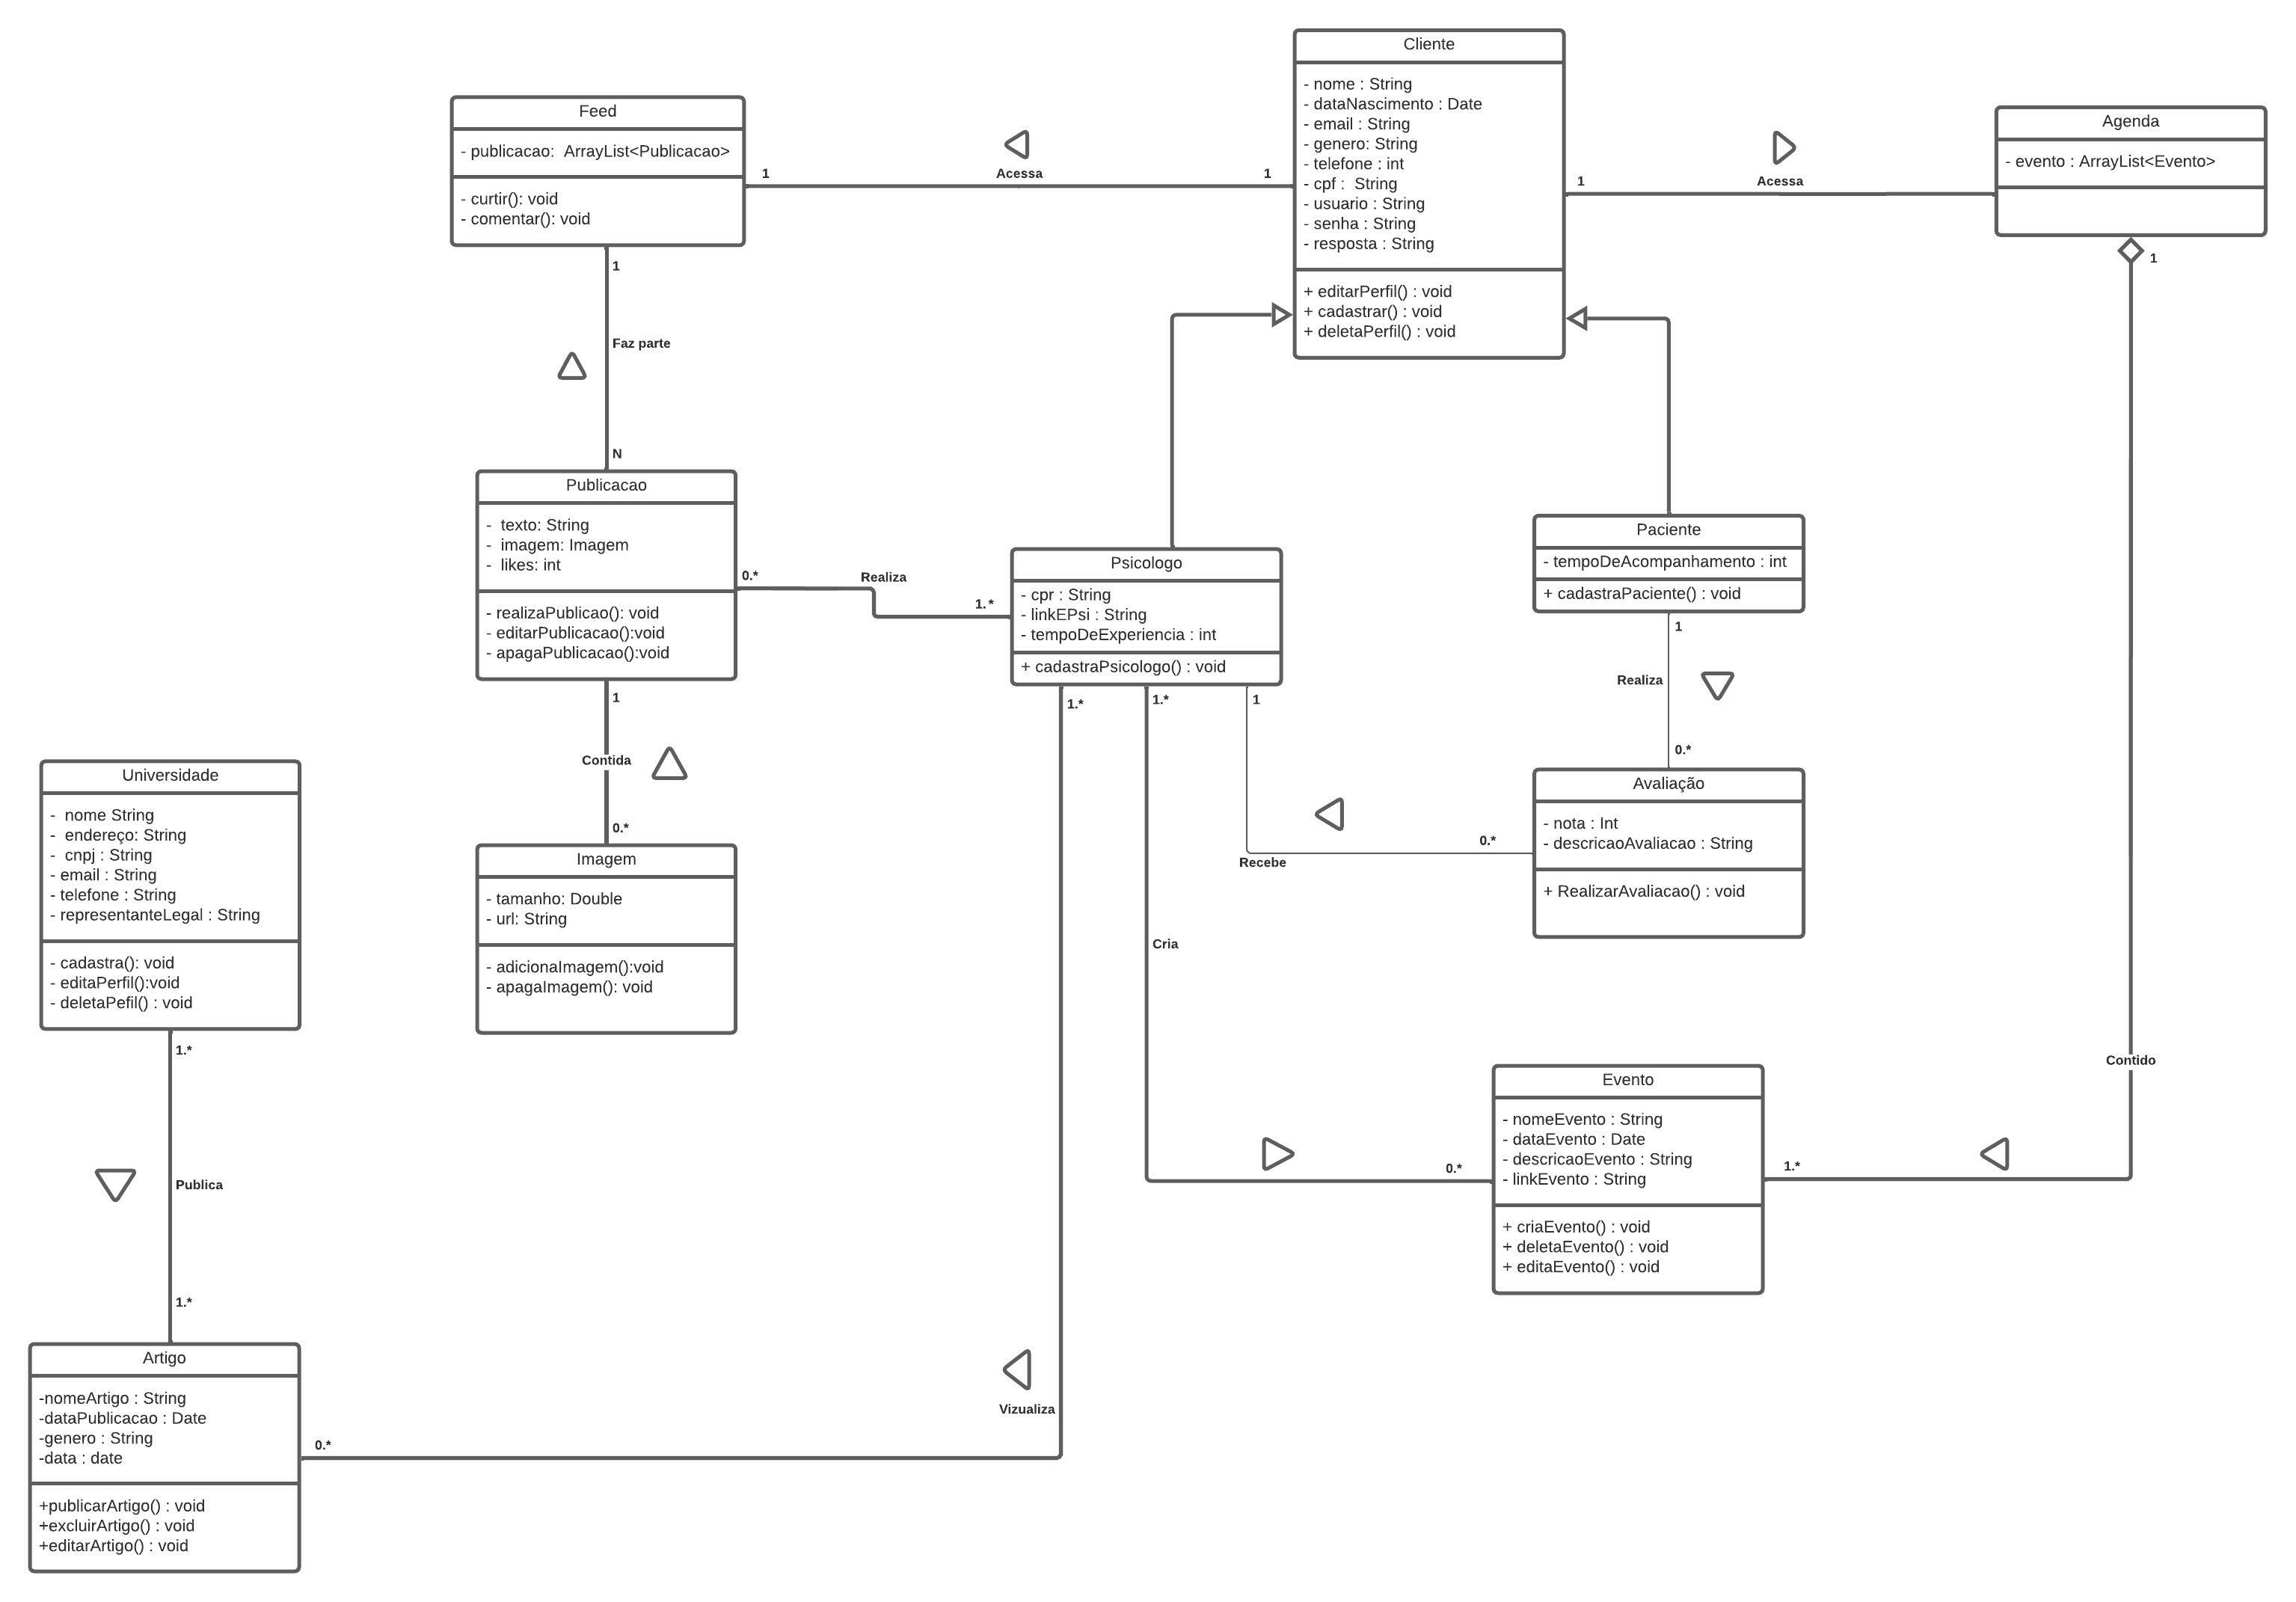 Cliente
- nome : String
- dataNascimento : Date
- email : String
- genero: String
- telefone : int
- cpf :  String
- usuario : String
- senha : String
- resposta : String
+ editarPerfil() : void
+ cadastrar() : void
+ deletaPerfil() : void
Feed
- publicacao:  ArrayList<Publicacao>
- curtir(): void
- comentar(): void
1
Acessa
1
1
Acessa
Agenda
- evento : ArrayList<Evento>
1
1
Faz parte
N
Publicacao
-  texto: String
-  imagem: Imagem
-  likes: int
- realizaPublicao(): void
- editarPublicacao():void
- apagaPublicacao():void
0.*
Realiza
1. *
Psicologo
- cpr : String
- linkEPsi : String
- tempoDeExperiencia : int
+ cadastraPsicologo() : void
Paciente
- tempoDeAcompanhamento : int
+ cadastraPaciente() : void
1
Realiza
0.*
1.*
1.*
1
1
Contida
0.*
Universidade
-  nome String
-  endereço: String
-  cnpj : String
- email : String
- telefone : String
- representanteLegal : String
- cadastra(): void
- editaPerfil():void
- deletaPefil() : void
Imagem
- tamanho: Double
- url: String
- adicionaImagem():void
- apagaImagem(): void
Avaliação
- nota : Int
- descricaoAvaliacao : String
+ RealizarAvaliacao() : void
0.*
Recebe
Cria
1.*
Publica
1.*
Contido
Evento
- nomeEvento : String
- dataEvento : Date
- descricaoEvento : String
- linkEvento : String
+ criaEvento() : void
+ deletaEvento() : void
+ editaEvento() : void
0.*
1.*
Artigo
-nomeArtigo : String
-dataPublicacao : Date
-genero : String
-data : date
+publicarArtigo() : void
+excluirArtigo() : void
+editarArtigo() : void
Vizualiza
0.*